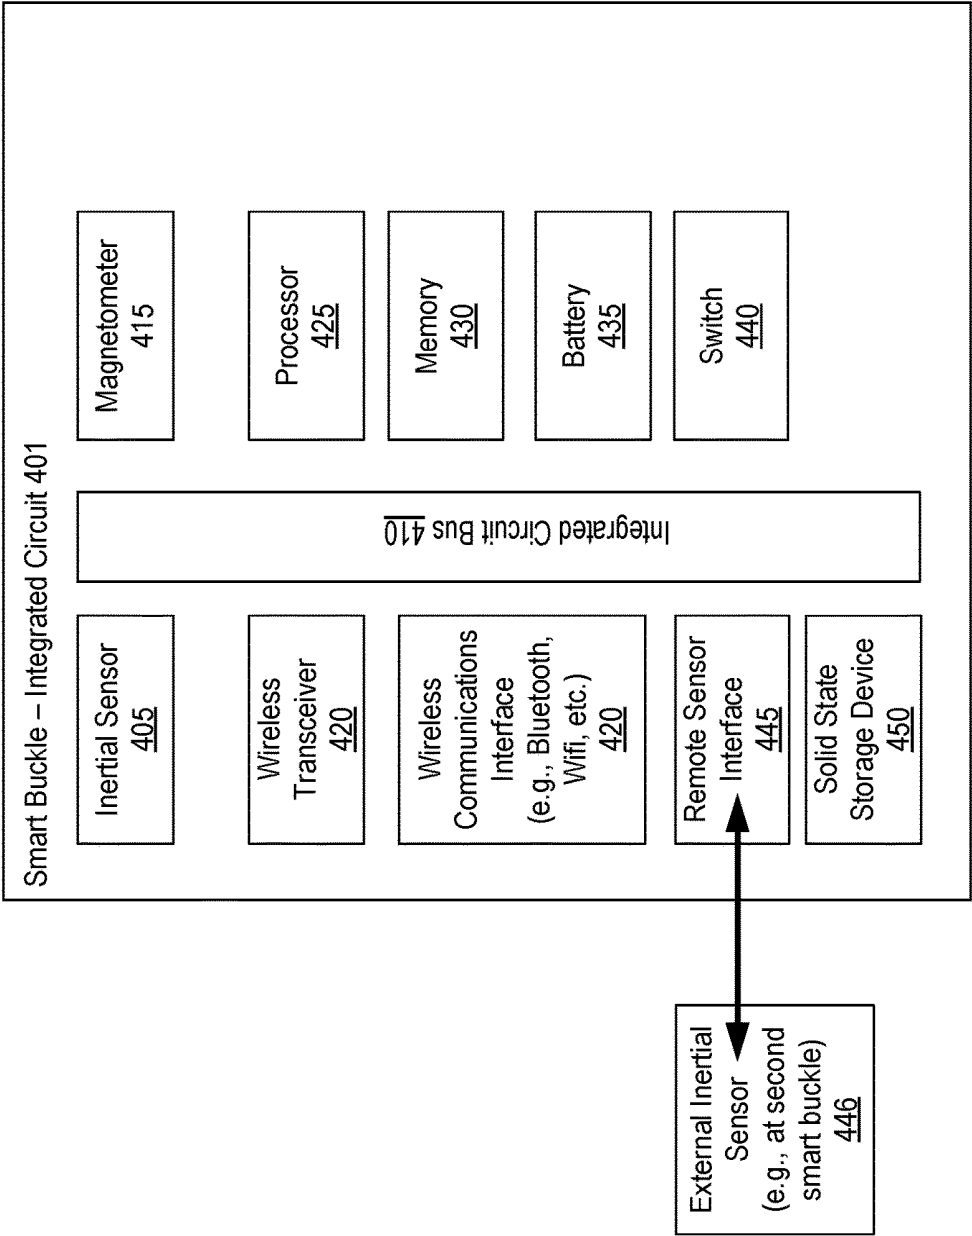 Smart Buckle – Integrated Circuit 401
Inertial Sensor
405
Magnetometer
415
Wireless
Transceiver
420
Processor
425
Wireless
Communications
Interface
(e.g., Bluetooth,
Wifi, etc.)
420
Memory
430
Battery
435
Integrated Circuit Bus 410
Remote Sensor
Interface
445
Switch
440
Solid State
Storage Device
450
External Inertial
Sensor
(e.g., at second
smart buckle)
446